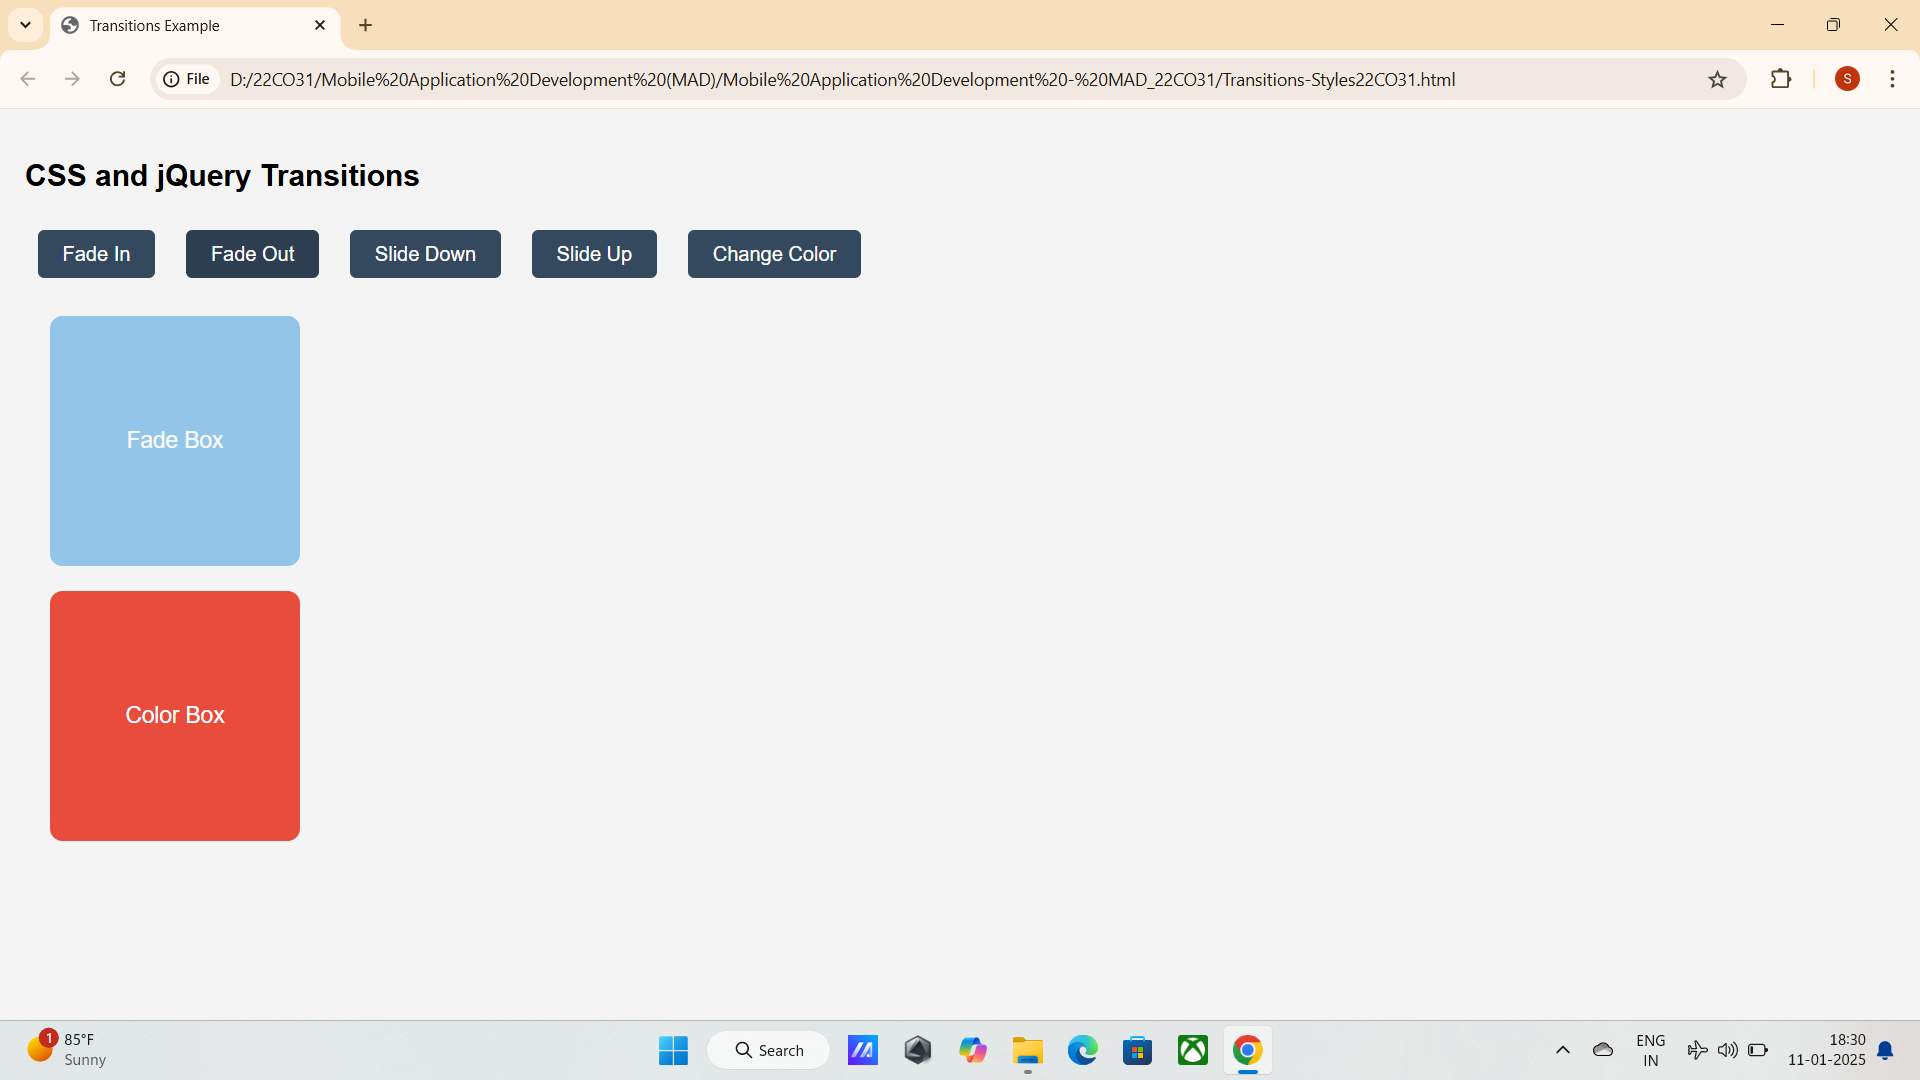 Transitions Example
File
D:/22CO31/Mobile%20Application%20Development%20(MAD)/Mobile%20Application%20Development%20-%20MAD_22CO31/Transitions-Styles22CO31.html
S
CSS and jQuery Transitions
Fade In
Fade Out
Slide Down
Slide Up
Change Color
Fade Box
Color Box
1
85°F
Sunny
Search
ENG
IN
18:30
11-01-2025